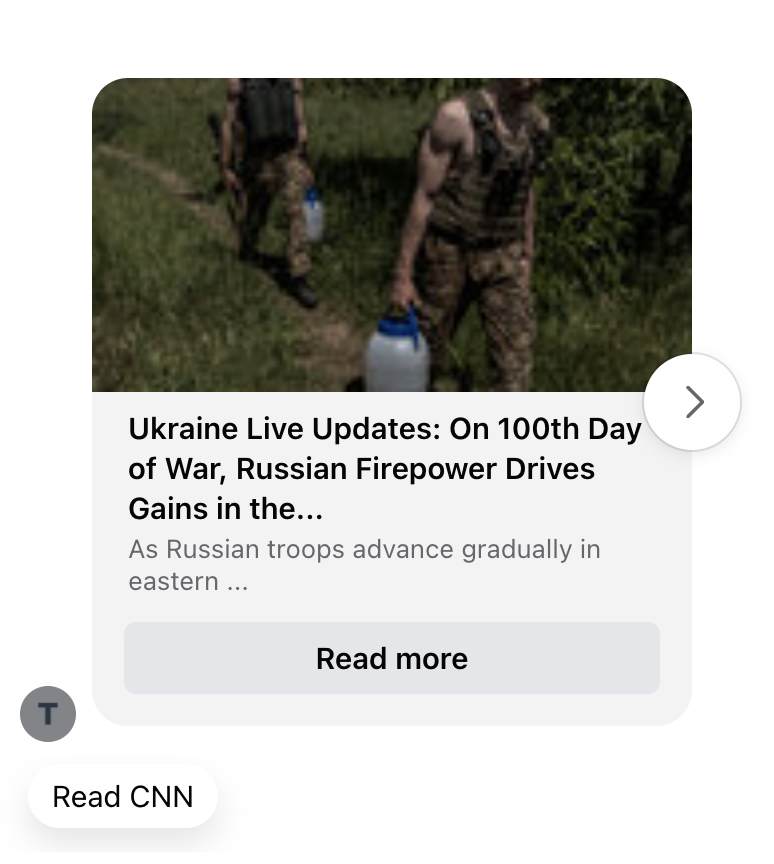 Ukraine Live Updates: On 100th Day
of War, Russian Firepower Drives
Gains in the...
As Russian troops advance gradually in
eastern ...
Read more
T
Read CNN